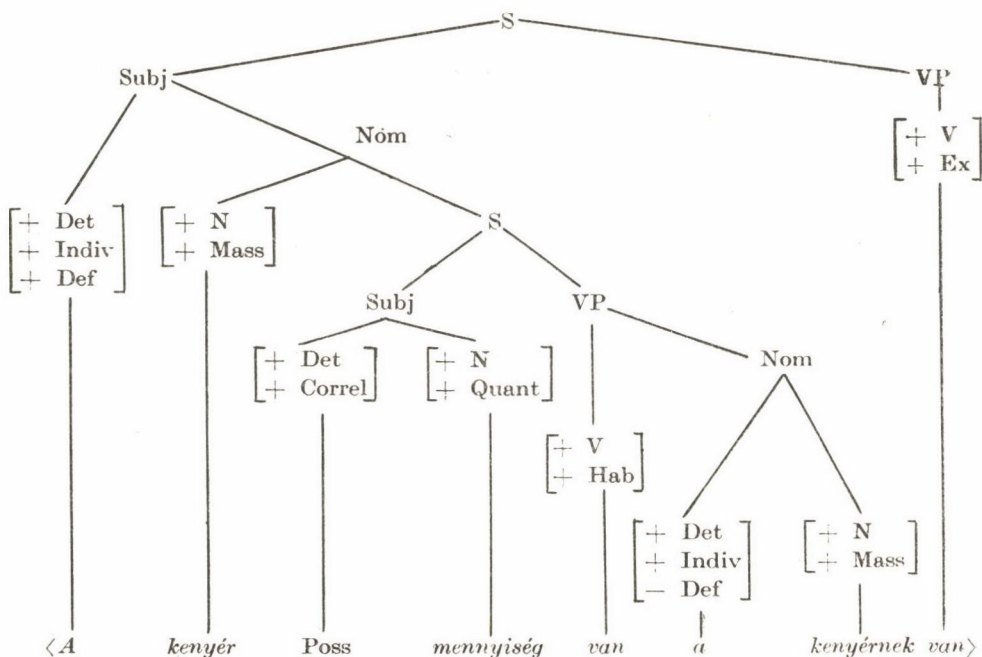 S
Subj VP
Nóm
[+ V
+ Ex]
[+ Det
+ Indiv
+ Def]
[+ N
+ Mass]
S
Subj VP
[+ Det
+ Correl]
[+ N
+ Quant]
Nom
[+ V
+ Hab]
[+ Det
+ Indiv
− Def]
[+ N
+ Mass]
⟨A kenyér Poss mennyiség van a kenyérnek van⟩